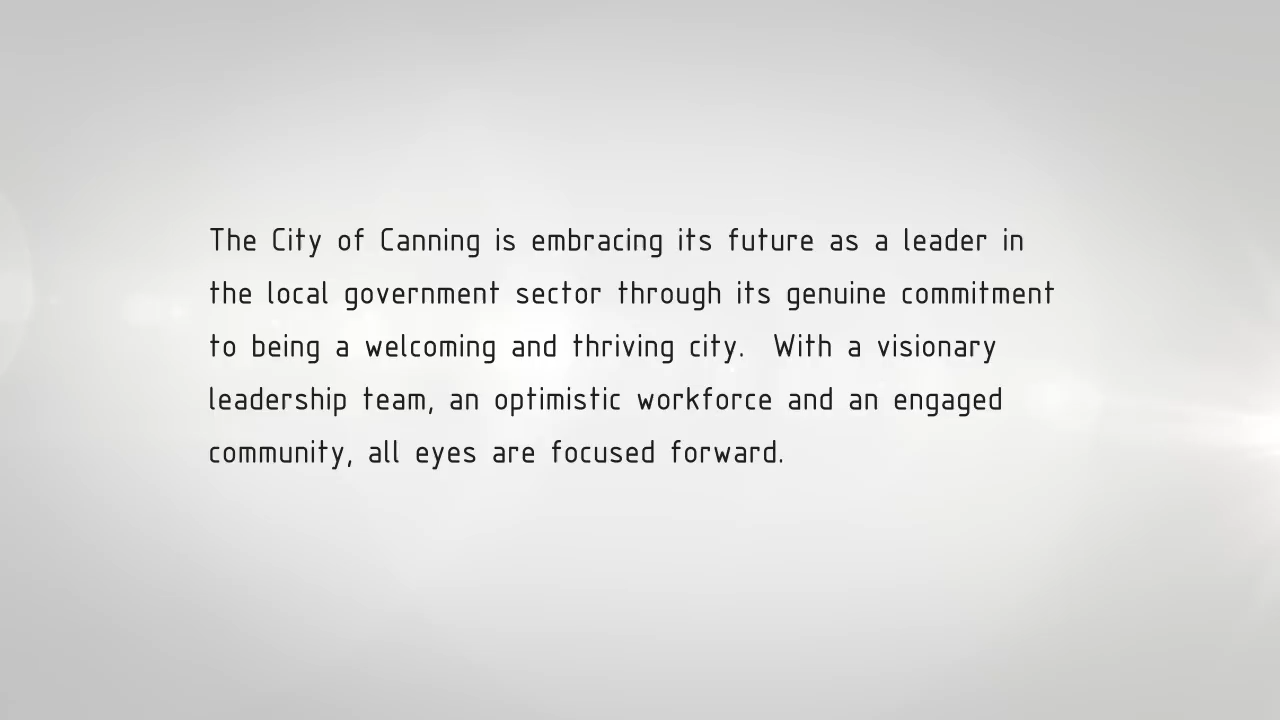 The City of Canning is embracing its future as a leader in
the local government sector through its genuine commitment
to being a welcoming and thriving city.  With a visionary
leadership team, an optimistic workforce and an engaged
community, all eyes are focused forward.